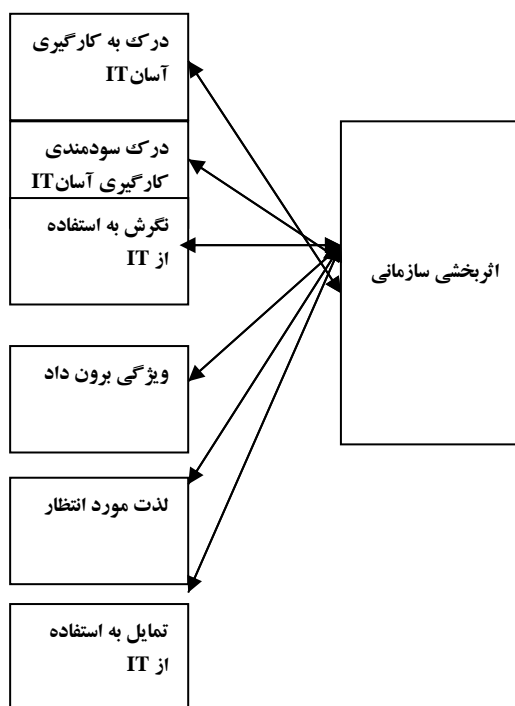 درک به کارگیری
آسان IT
درک سودمندی
کارگیری آسان IT
نگرش به استفاده
از IT
اثربخشی سازمانی
ویژگی برون داد
لذت مورد انتظار
تمایل به استفاده
از IT